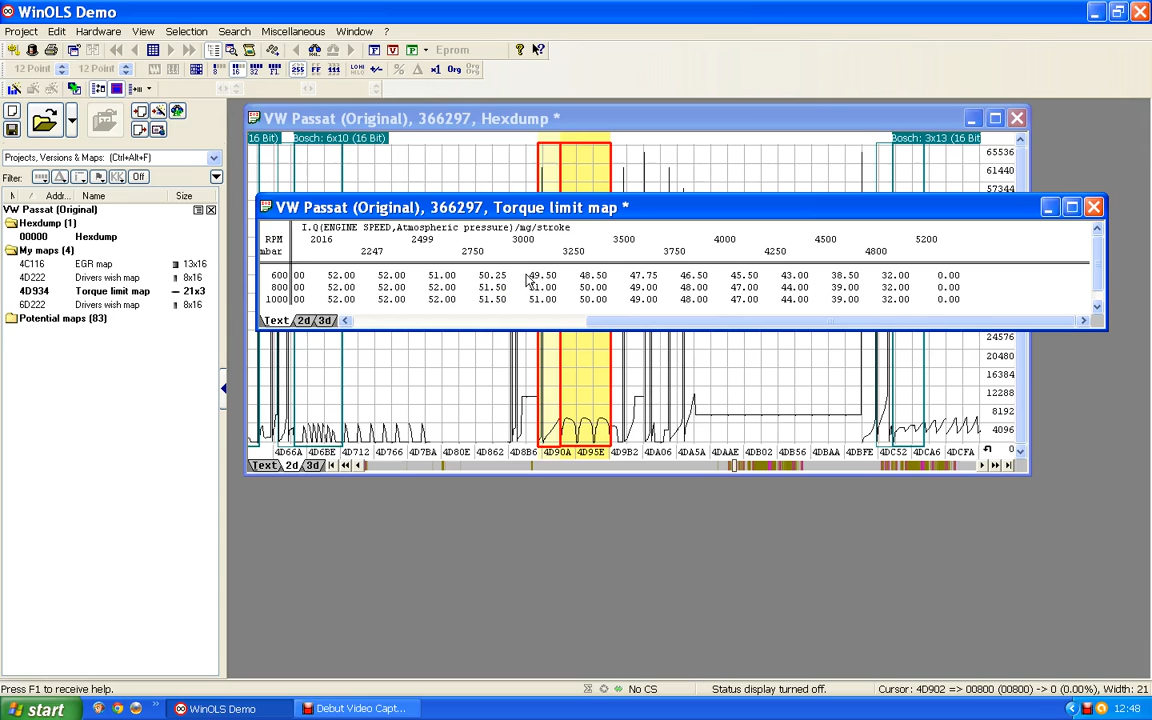 WinOLS Demo
Project Edit Hardware View Selection Search Miscellaneous Window ?
Eprom
12 Point 12 Point 8 16 32 Fl. 255 FF 111 LOHI +/- % Δ ×1 Org Org
Projects, Versions & Maps: (Ctrl+Alt+F)
Filter: Off
Addr... Name Size
VW Passat (Original)
Hexdump (1)
00000 Hexdump
My maps (4)
4C116 EGR map 13x16
4D222 Drivers wish map 8x16
4D934 Torque limit map 21x3
6D222 Drivers wish map 8x16
Potential maps (83)
VW Passat (Original), 366297, Hexdump *
16 Bit) Bosch: 6x10 (16 Bit) Bosch: 3x13 (16 Bit
65536
61440
57344
VW Passat (Original), 366297, Torque limit map *
I.Q(ENGINE SPEED,Atmospheric pressure)/mg/stroke
RPM 2016 2499 3000 3500 4000 4500 5200
mbar 2247 2750 3250 3750 4250 4800
600 00 52.00 52.00 51.00 50.25 49.50 48.50 47.75 46.50 45.50 43.00 38.50 32.00 0.00
800 00 52.00 52.00 52.00 51.50 51.00 50.00 49.00 48.00 47.00 44.00 39.00 32.00 0.00
1000 00 52.00 52.00 52.00 51.50 51.00 50.00 49.00 48.00 47.00 44.00 39.00 32.00 0.00
Text 2d 3d
24576
20480
16384
12288
8192
4096
0
4D66A 4D6BE 4D712 4D766 4D7BA 4D80E 4D862 4D8B6 4D90A 4D95E 4D9B2 4DA06 4DA5A 4DAAE 4DB02 4DB56 4DBAA 4DBFE 4DC52 4DCA6 4DCFA
Text 2d 3d
Press F1 to receive help. No CS Status display turned off. Cursor: 4D902 => 00800 (00800) -> 0 (0.00%), Width: 21
start WinOLS Demo Debut Video Capt... 12:48